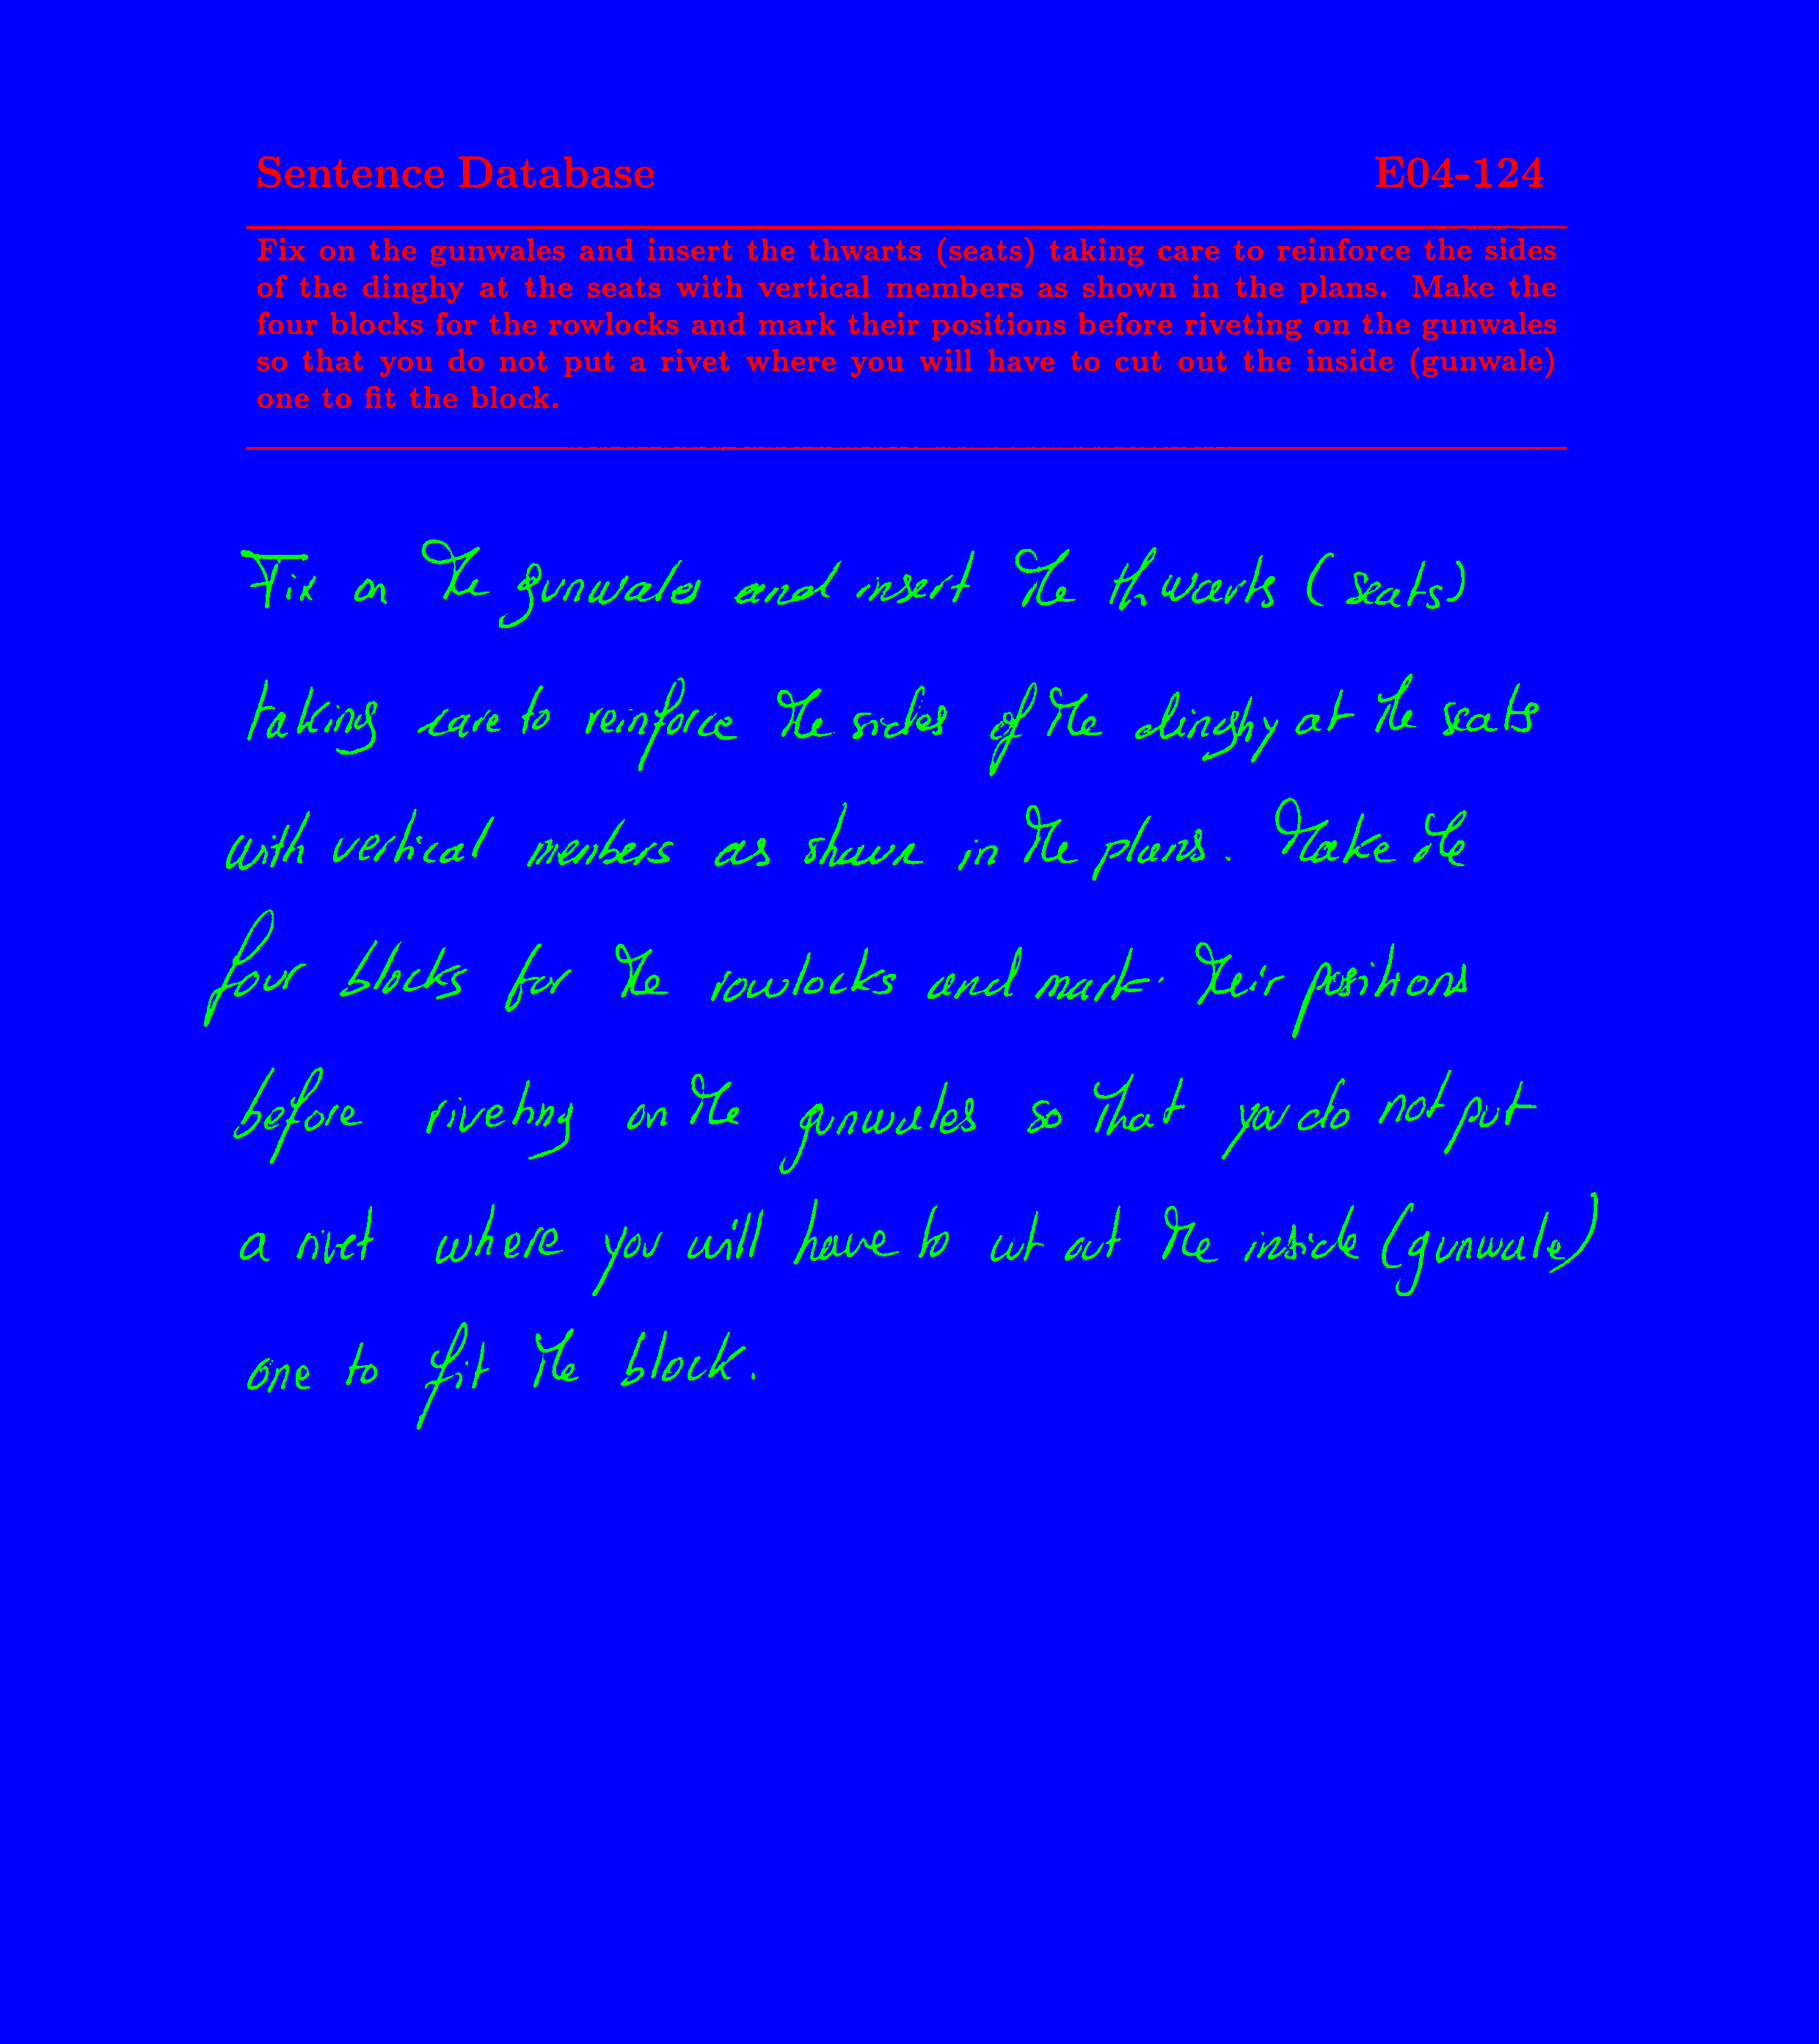 Sentence Database E04-124
Fix on the gunwales and insert the thwarts (seats) taking care to reinforce the sides
of the dinghy at the seats with vertical members as shown in the plans. Make the
four blocks for the rowlocks and mark their positions before riveting on the gunwales
so that you do not put a rivet where you will have to cut out the inside (gunwale)
one to fit the block.
Fix on the gunwales and insert the thwarts (seats)
taking care to reinforce the sides of the dinghy at the seats
with vertical members as shown in the plans. Make the
four blocks for the rowlocks and mark their positions
before riveting on the gunwales so that you do not put
a rivet where you will have to cut out the inside (gunwale)
one to fit the block.